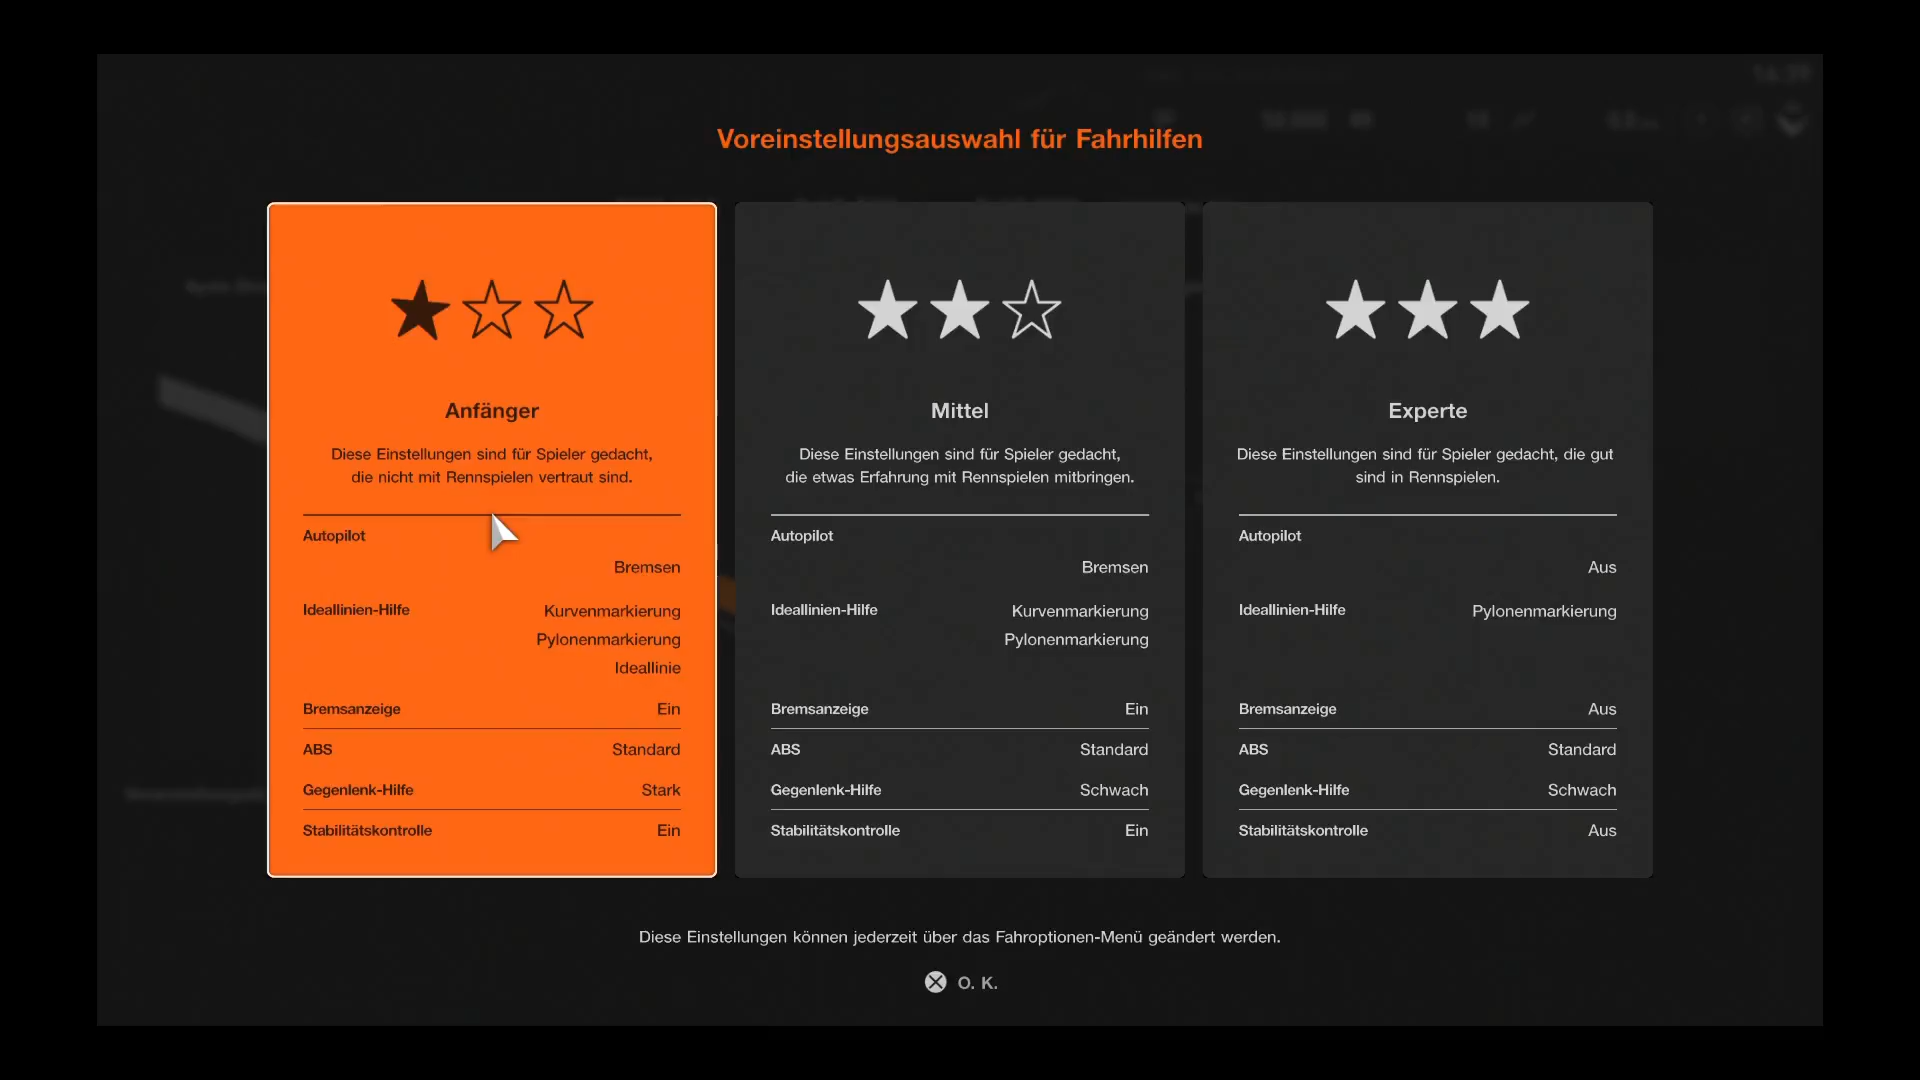 Voreinstellungsauswahl für Fahrhilfen
Anfänger
Diese Einstellungen sind für Spieler gedacht,
die nicht mit Rennspielen vertraut sind.
Autopilot
Bremsen
Ideallinien-Hilfe Kurvenmarkierung
Pylonenmarkierung
Ideallinie
Bremsanzeige Ein
ABS Standard
Gegenlenk-Hilfe Stark
Stabilitätskontrolle Ein
Mittel
Diese Einstellungen sind für Spieler gedacht,
die etwas Erfahrung mit Rennspielen mitbringen.
Autopilot
Bremsen
Ideallinien-Hilfe Kurvenmarkierung
Pylonenmarkierung
Bremsanzeige Ein
ABS Standard
Gegenlenk-Hilfe Schwach
Stabilitätskontrolle Ein
Experte
Diese Einstellungen sind für Spieler gedacht, die gut
sind in Rennspielen.
Autopilot
Aus
Ideallinien-Hilfe Pylonenmarkierung
Bremsanzeige Aus
ABS Standard
Gegenlenk-Hilfe Schwach
Stabilitätskontrolle Aus
Diese Einstellungen können jederzeit über das Fahroptionen-Menü geändert werden.
O. K.